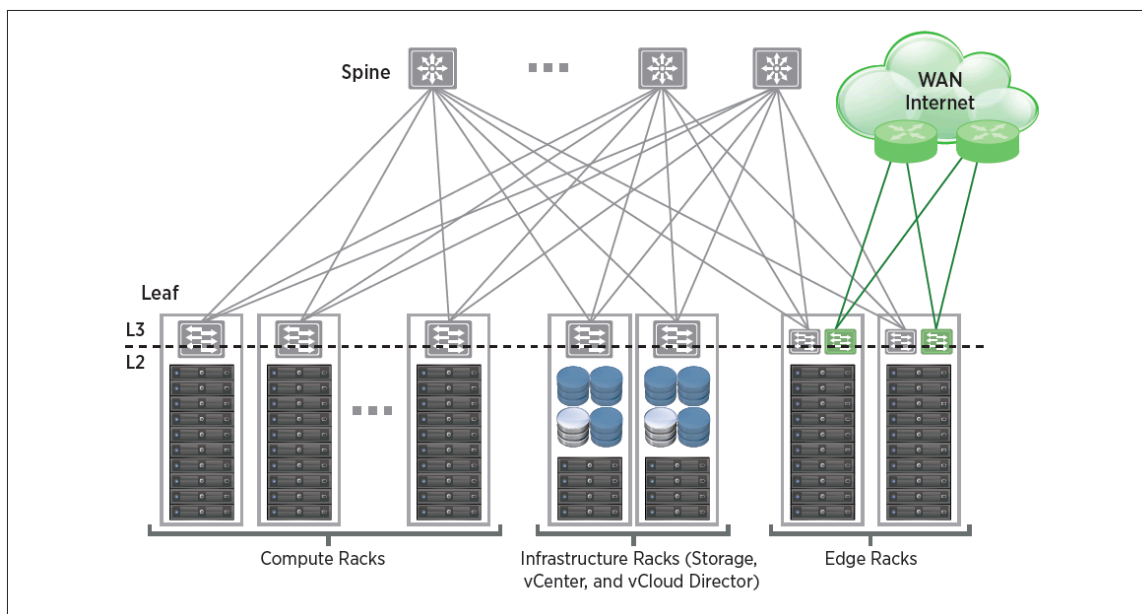 Spine
WAN
Internet
Leaf
L3
L2
Compute Racks
Infrastructure Racks (Storage,
vCenter, and vCloud Director)
Edge Racks